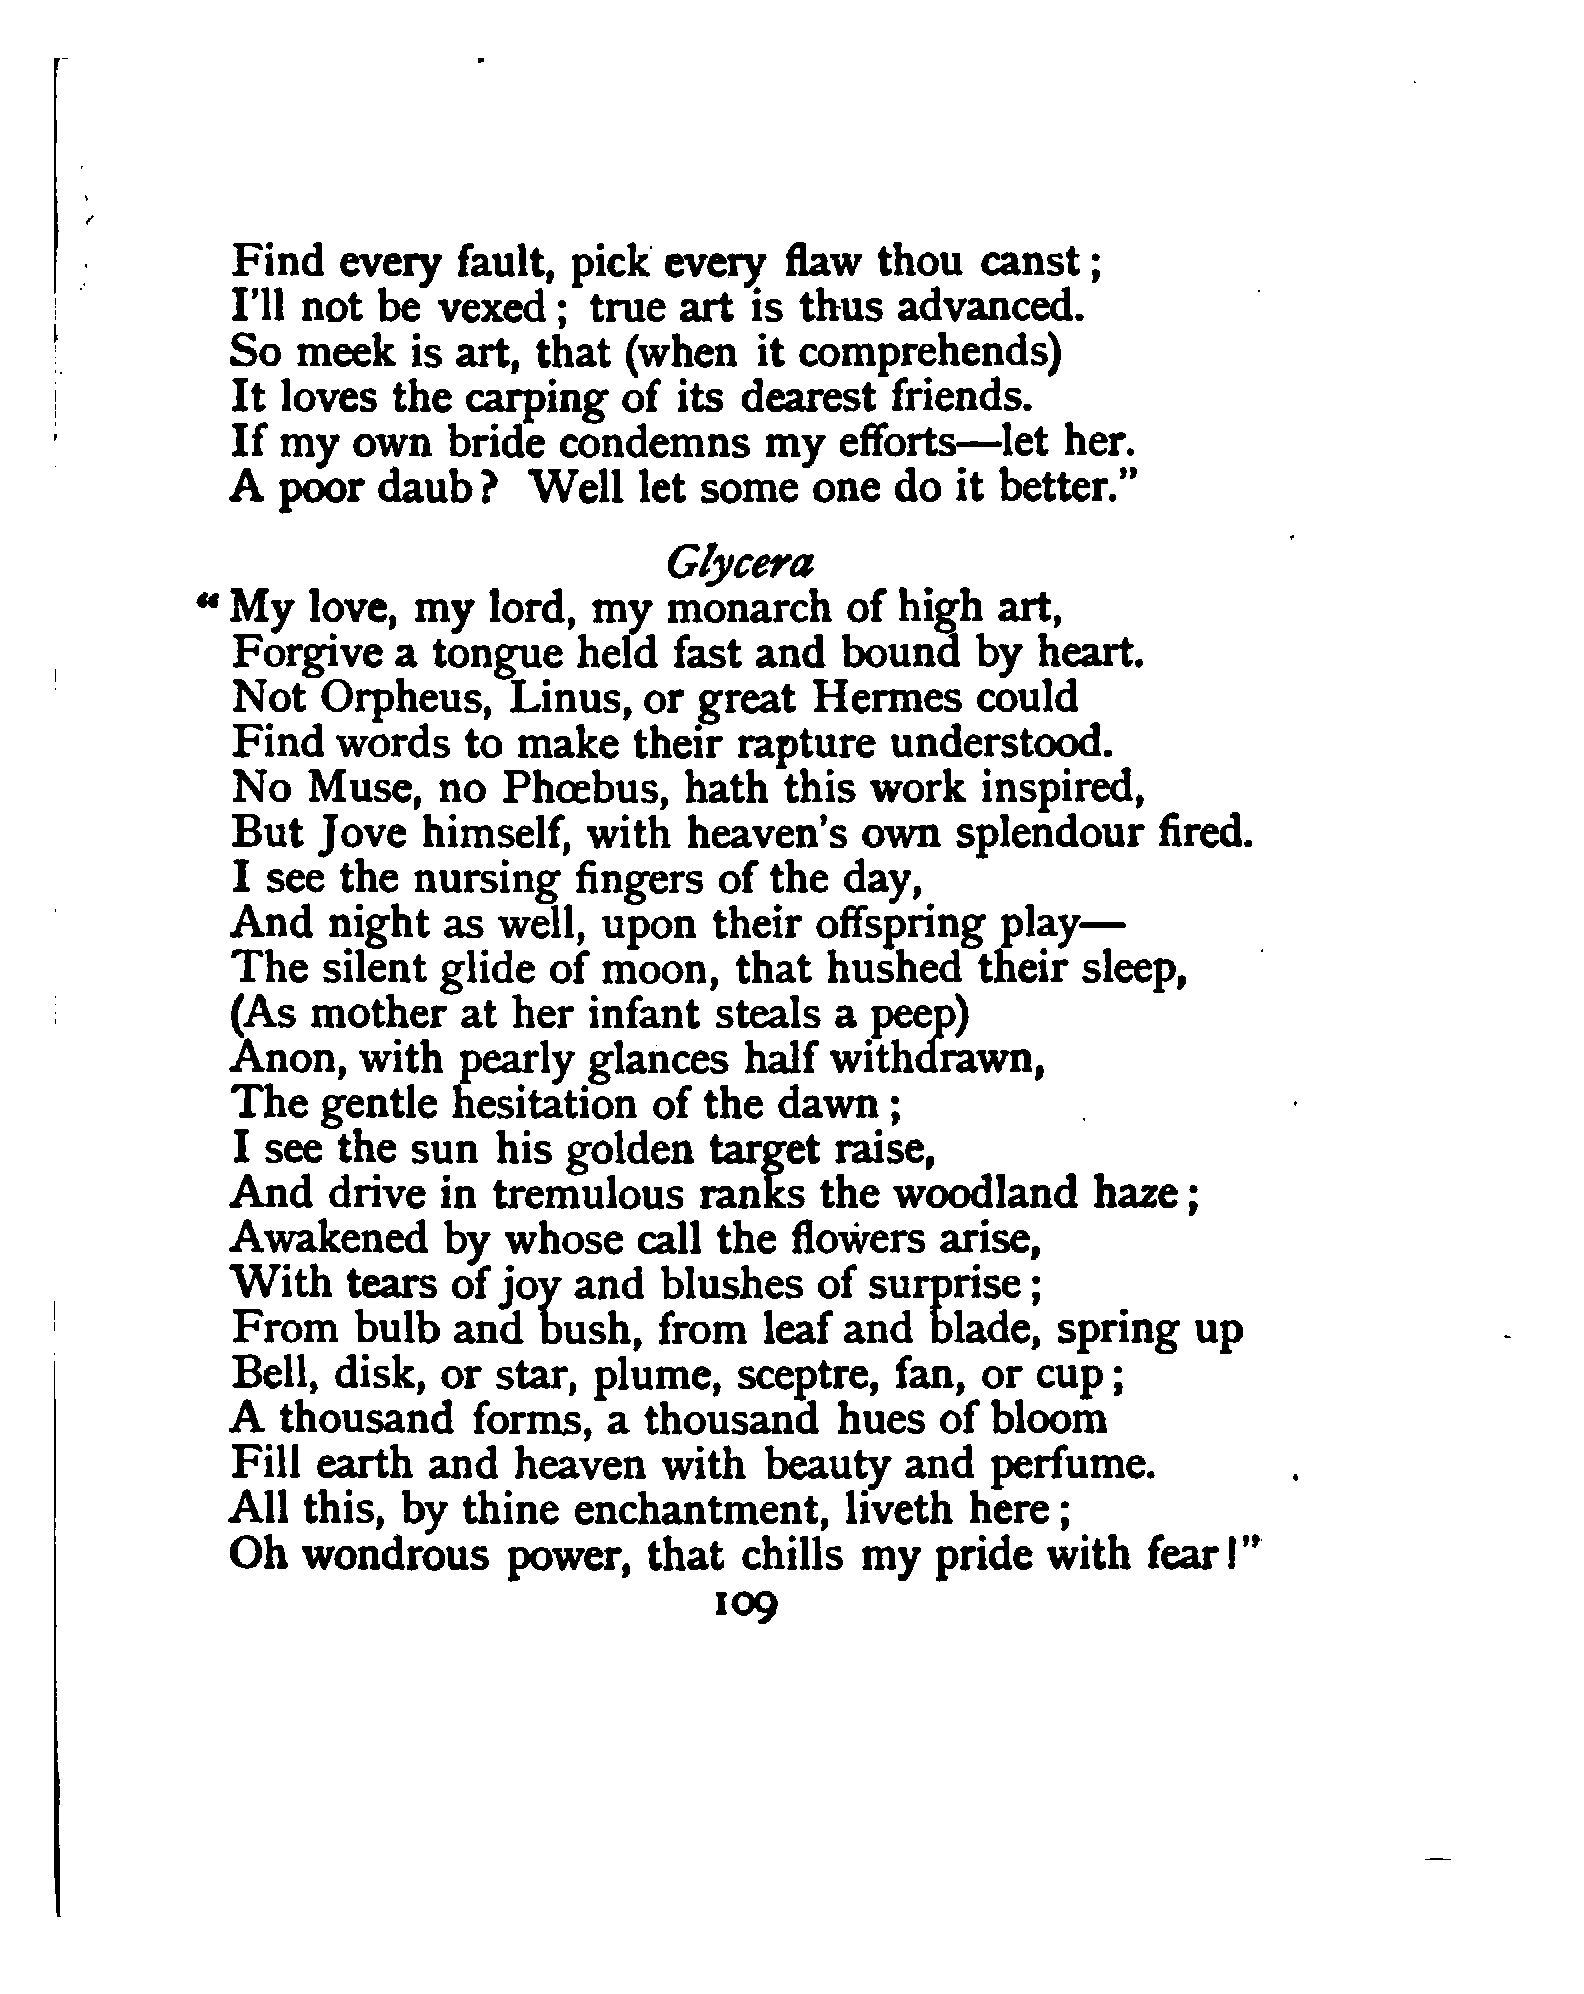 Find every fault, pick every flaw thou canst;
I'll not be vexed; true art is thus advanced.
So meek is art, that (when it comprehends)
It loves the carping of its dearest friends.
If my own bride condemns my efforts—let her.
A poor daub? Well let some one do it better."
Glycera
"My love, my lord, my monarch of high art,
Forgive a tongue held fast and bound by heart.
Not Orpheus, Linus, or great Hermes could
Find words to make their rapture understood.
No Muse, no Phœbus, hath this work inspired,
But Jove himself, with heaven's own splendour fired.
I see the nursing fingers of the day,
And night as well, upon their offspring play—
The silent glide of moon, that hushed their sleep,
(As mother at her infant steals a peep)
Anon, with pearly glances half withdrawn,
The gentle hesitation of the dawn;
I see the sun his golden target raise,
And drive in tremulous ranks the woodland haze;
Awakened by whose call the flowers arise,
With tears of joy and blushes of surprise;
From bulb and bush, from leaf and blade, spring up
Bell, disk, or star, plume, sceptre, fan, or cup;
A thousand forms, a thousand hues of bloom
Fill earth and heaven with beauty and perfume.
All this, by thine enchantment, liveth here;
Oh wondrous power, that chills my pride with fear!"
109